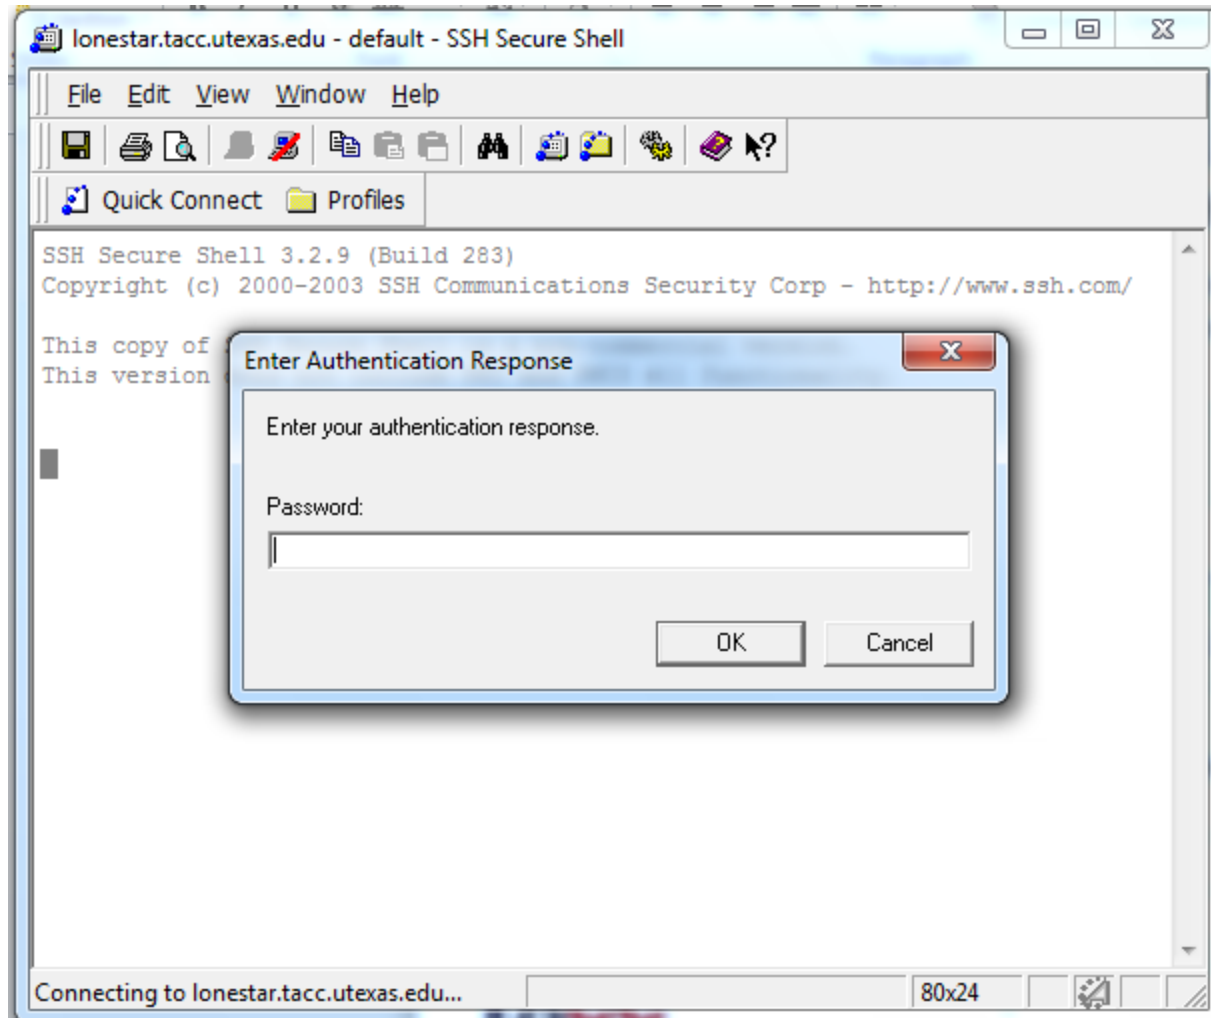 lonestar.tacc.utexas.edu - default - SSH Secure Shell
File Edit View Window Help
Quick Connect Profiles
SSH Secure Shell 3.2.9 (Build 283)
Copyright (c) 2000-2003 SSH Communications Security Corp - http://www.ssh.com/
This copy of
This version
Enter Authentication Response
Enter your authentication response.
Password:
OK Cancel
Connecting to lonestar.tacc.utexas.edu... 80x24